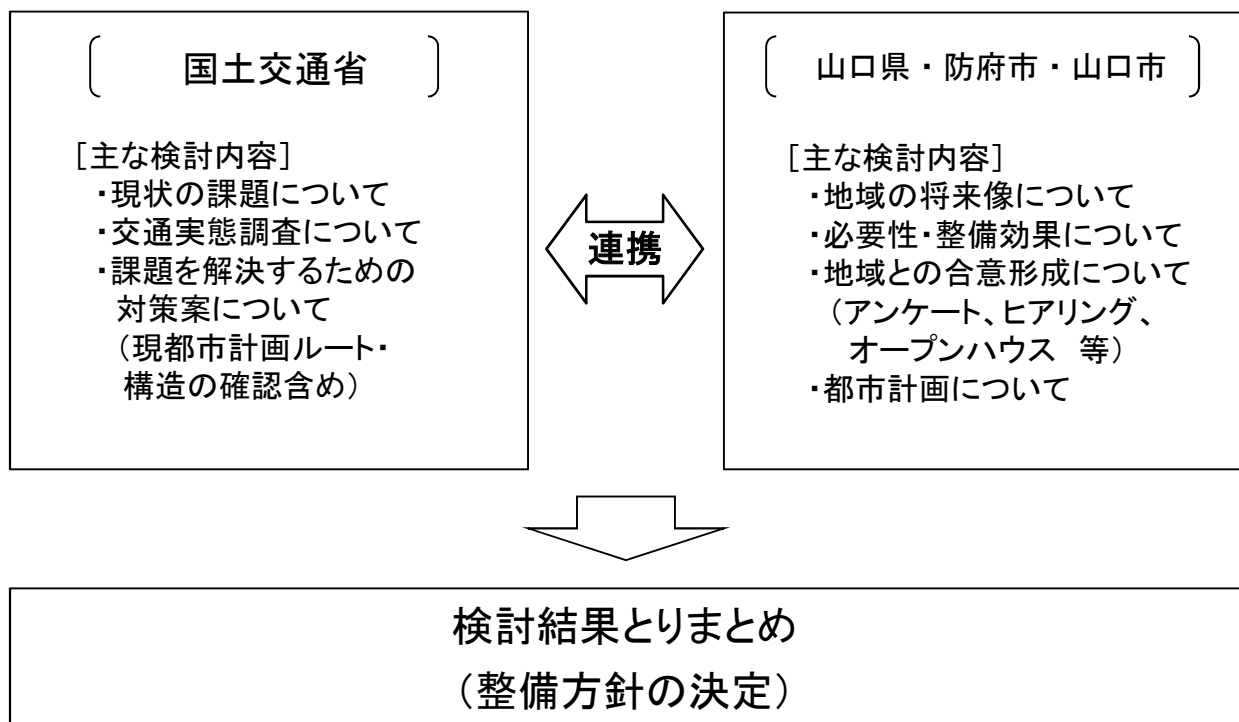 国土交通省
［主な検討内容］
・現状の課題について
・交通実態調査について
・課題を解決するための
対策案について
（現都市計画ルート・
構造の確認含め）
連携
山口県・防府市・山口市
［主な検討内容］
・地域の将来像について
・必要性・整備効果について
・地域との合意形成について
（アンケート、ヒアリング、
オープンハウス　等）
・都市計画について
検討結果とりまとめ
（整備方針の決定）